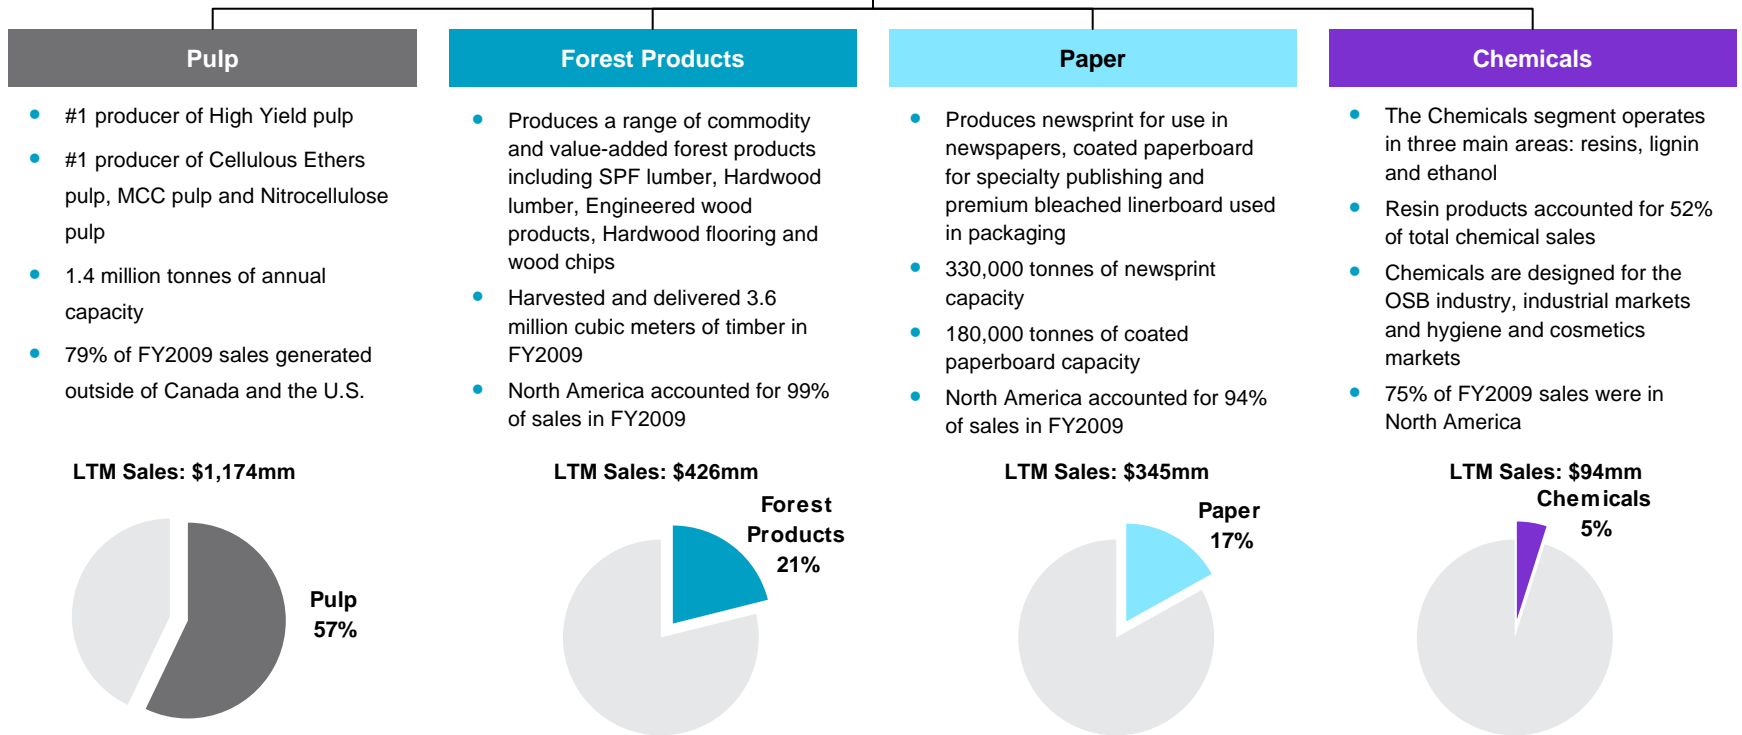 Pulp
#1 producer of High Yield pulp
#1 producer of Cellulous Ethers
pulp, MCC pulp and Nitrocellulose
pulp
1.4 million tonnes of annual
capacity
79% of FY2009 sales generated
outside of Canada and the U.S.
LTM Sales: $1,174mm
Pulp
57%
Forest Products
Produces a range of commodity
and value-added forest products
including SPF lumber, Hardwood
lumber, Engineered wood
products, Hardwood flooring and
wood chips
Harvested and delivered 3.6
million cubic meters of timber in
FY2009
North America accounted for 99%
of sales in FY2009
LTM Sales: $426mm
Forest
Products
21%
Paper
Produces newsprint for use in
newspapers, coated paperboard
for specialty publishing and
premium bleached linerboard used
in packaging
330,000 tonnes of newsprint
capacity
180,000 tonnes of coated
paperboard capacity
North America accounted for 94%
of sales in FY2009
LTM Sales: $345mm
Paper
17%
Chemicals
The Chemicals segment operates
in three main areas: resins, lignin
and ethanol
Resin products accounted for 52%
of total chemical sales
Chemicals are designed for the
OSB industry, industrial markets
and hygiene and cosmetics
markets
75% of FY2009 sales were in
North America
LTM Sales: $94mm
Chemicals
5%